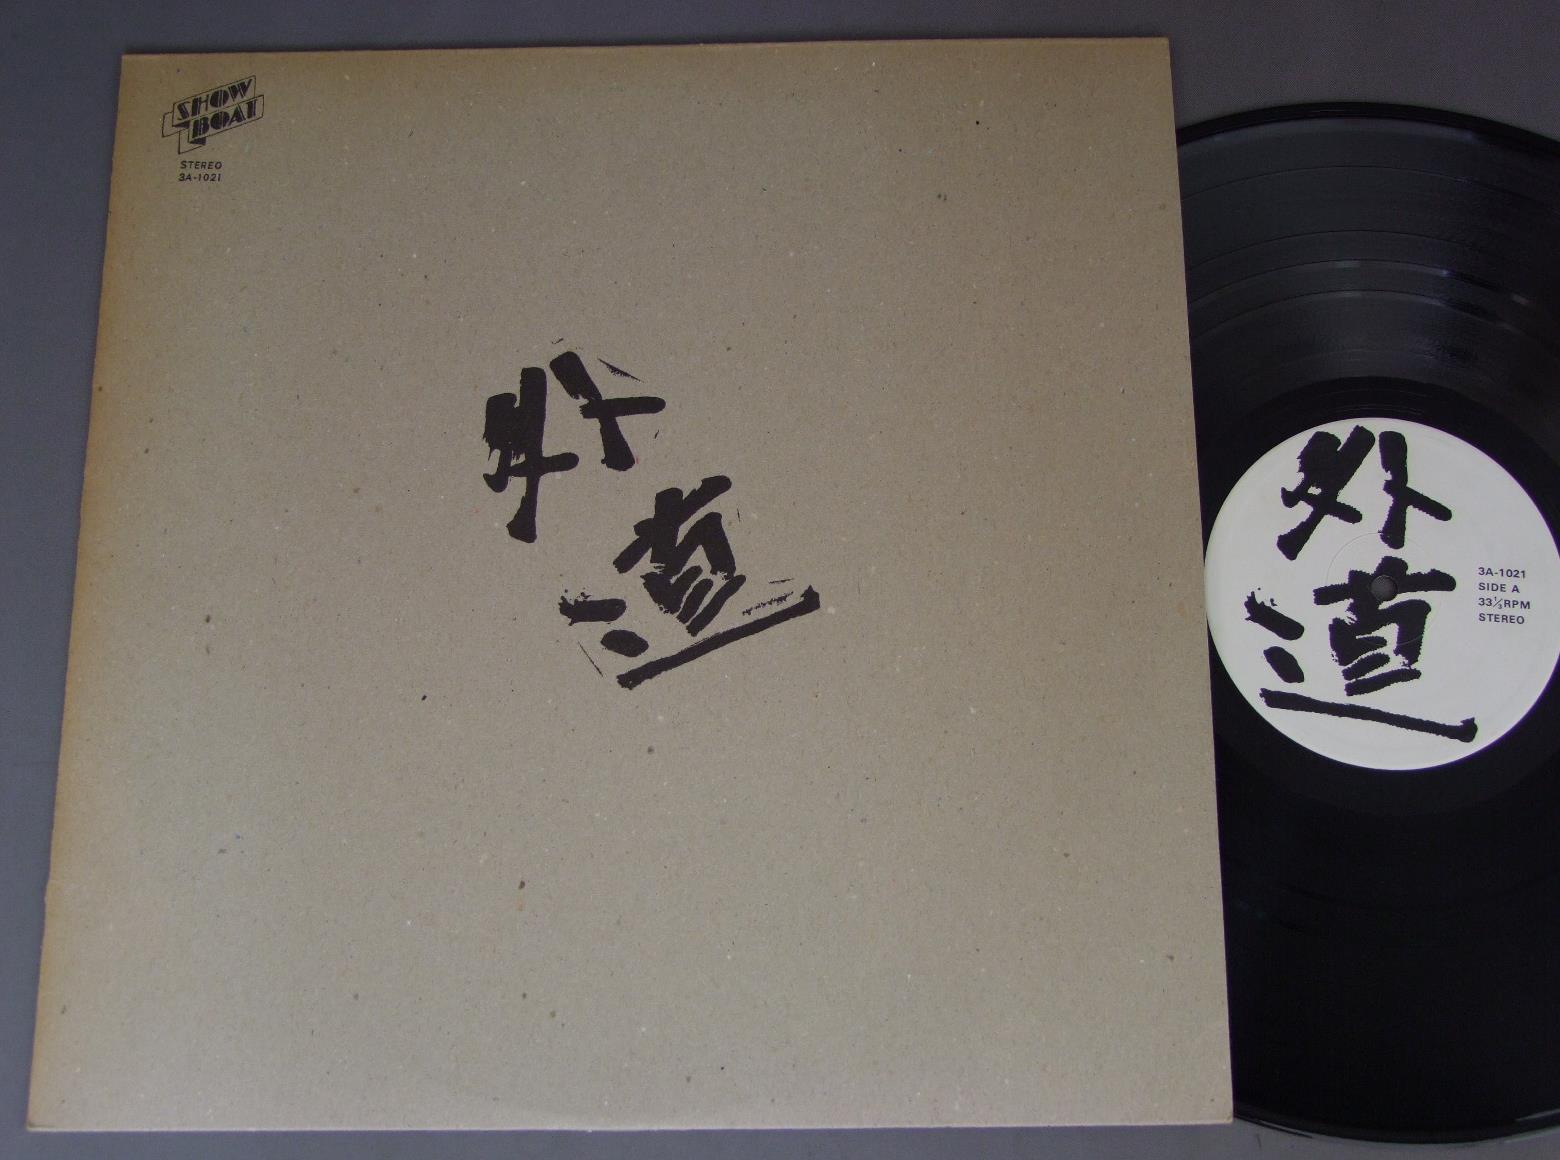 SHOW
BOAT
STEREO
3A-1021
外
道
外
道
3A-1021
SIDE A
33⅓RPM
STEREO